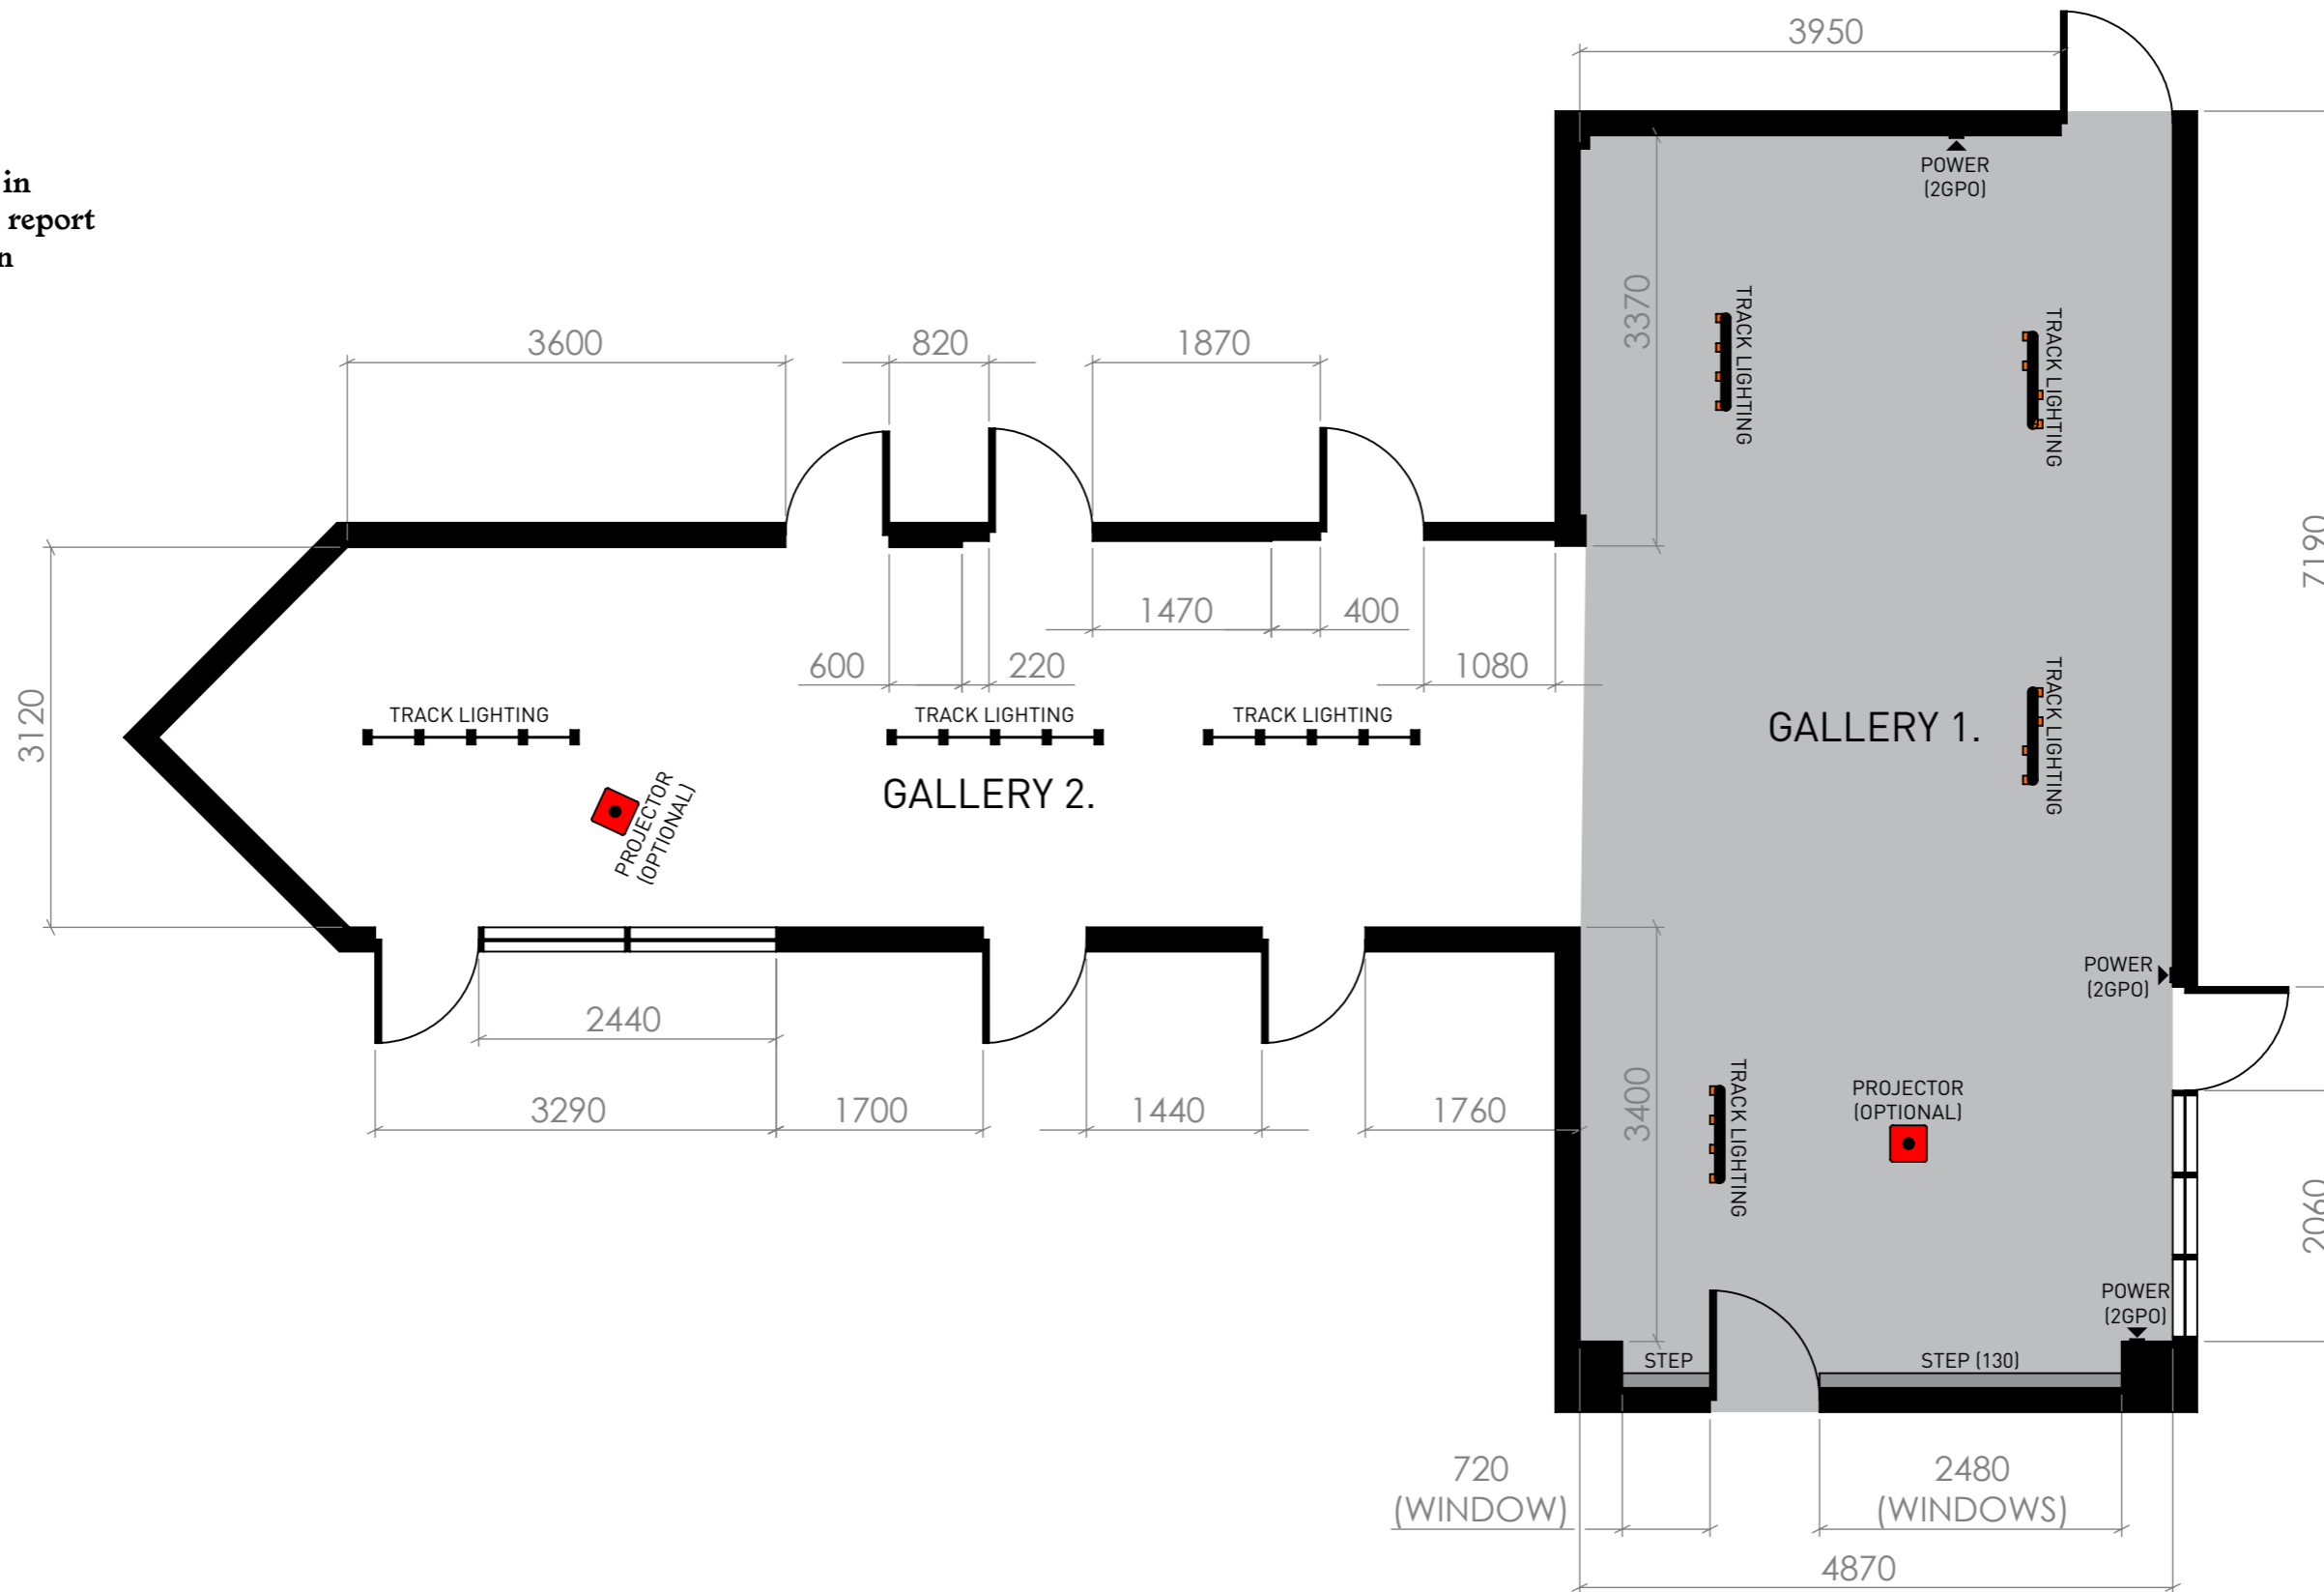 3950
in
report
n
POWER
(2GPO)
TRACK LIGHTING
TRACK LIGHTING
3370
3600
820
1870
7190
1470
400
600
220
1080
3120
TRACK LIGHTING
TRACK LIGHTING
TRACK LIGHTING
TRACK LIGHTING
GALLERY 1.
GALLERY 2.
PROJECTOR
(OPTIONAL)
POWER
(2GPO)
2440
3290
1700
1440
1760
3400
TRACK LIGHTING
PROJECTOR
(OPTIONAL)
2060
POWER
(2GPO)
STEP
STEP (130)
720
(WINDOW)
2480
(WINDOWS)
4870